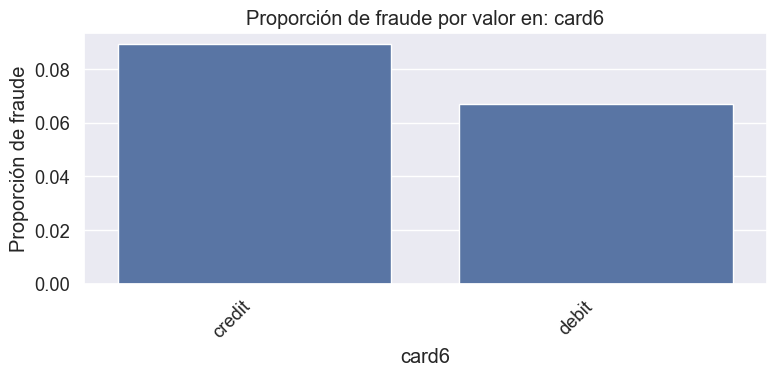 Proporción de fraude por valor en: card6
Proporción de fraude
0.08
0.06
0.04
0.02
0.00
credit
debit
card6